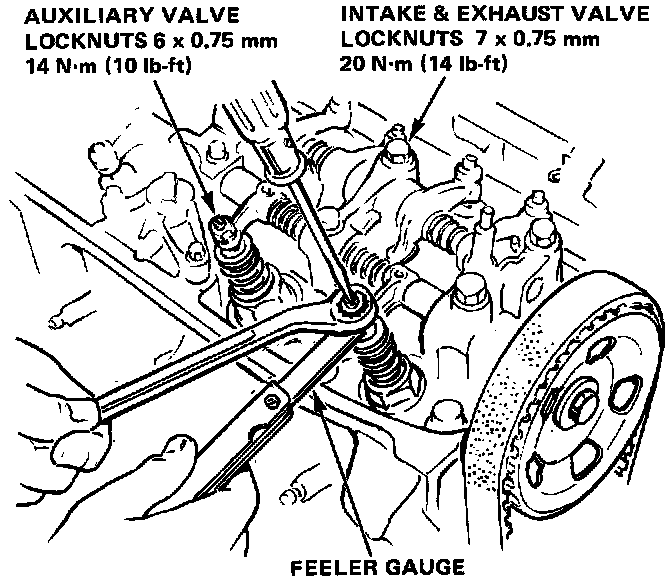 AUXILIARY VALVE
LOCKNUTS 6 x 0.75 mm
14 N·m (10 lb-ft)
INTAKE & EXHAUST VALVE
LOCKNUTS 7 x 0.75 mm
20 N·m (14 lb-ft)
FEELER GAUGE